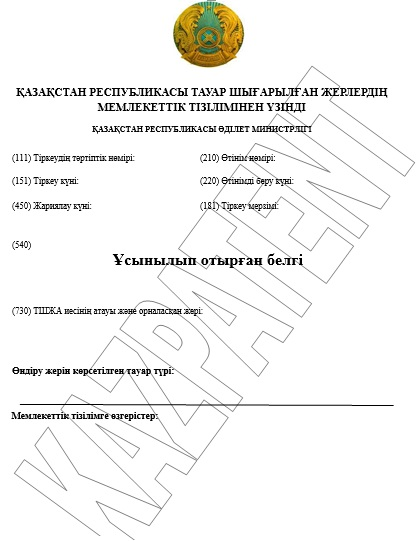 ҚАЗАҚСТАН РЕСПУБЛИКАСЫ ТАУАР ШЫҒАРЫЛҒАН ЖЕРЛЕРДІҢ
МЕМЛЕКЕТТІК ТІЗІЛІМІНЕН ҮЗІНДІ
ҚАЗАҚСТАН РЕСПУБЛИКАСЫ ӘДІЛЕТ МИНИСТРЛІГІ
(111) Тіркеудің тәртіптік нөмірі: (210) Өтінім нөмірі:
(151) Тіркеу күні: (220) Өтінімді беру күні:
(450) Жариялау күні: (181) Тіркеу мерзімі:
(540)
Ұсынылып отырған белгі
(730) ТШЖА иесінің атауы және орналасқан жері:
Өндіру жерін көрсетілген тауар түрі:
Мемлекеттік тізілімге өзгерістер:
KAZPATENT